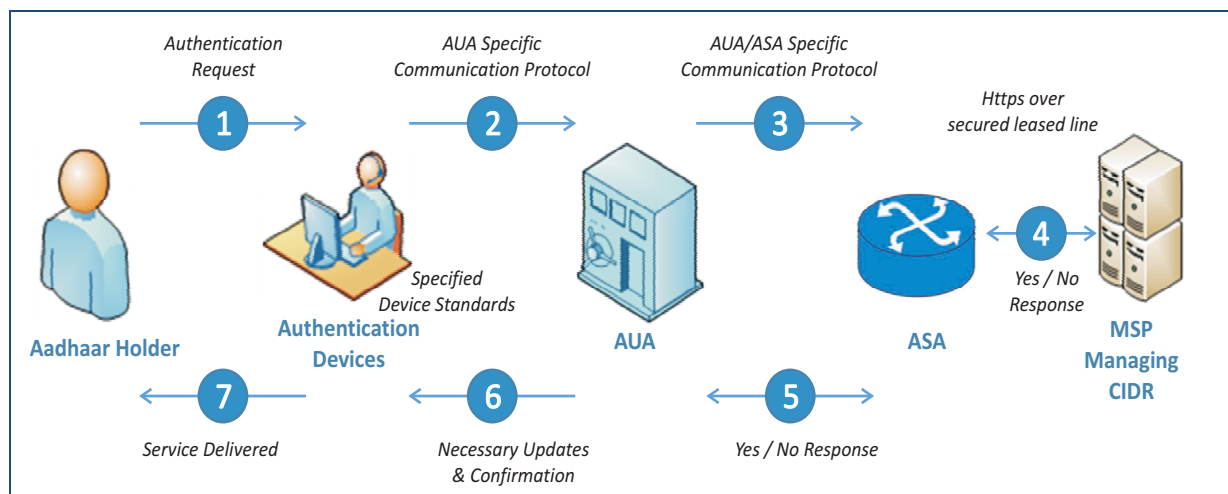 Authentication
Request
AUA Specific
Communication Protocol
AUA/ASA Specific
Communication Protocol
Https over
secured leased line
1
2
3
4
Yes / No
Response
Specified
Device Standards
Aadhaar Holder
Authentication
Devices
AUA
ASA
MSP
Managing
CIDR
7
6
5
Service Delivered
Necessary Updates
& Confirmation
Yes / No Response